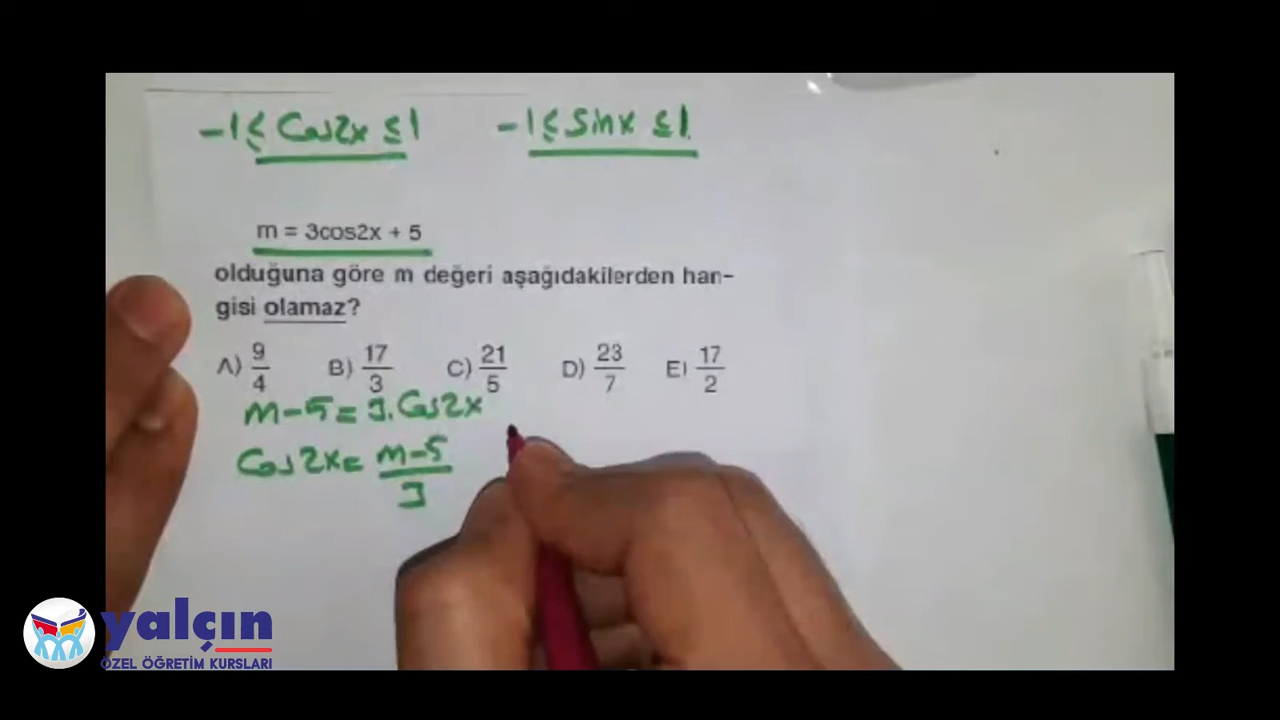 -1 ≤ Cos2x ≤ 1   -1 ≤ Sinx ≤ 1
m = 3cos2x + 5
olduğuna göre m değeri aşağıdakilerden han-
gisi olamaz?
A) 9/4   B) 17/3   C) 21/5   D) 23/7   E) 17/2
m-5 = 3.Cos2x
Cos2x = m-5/3
yalçın
ÖZEL ÖĞRETİM KURSLARI